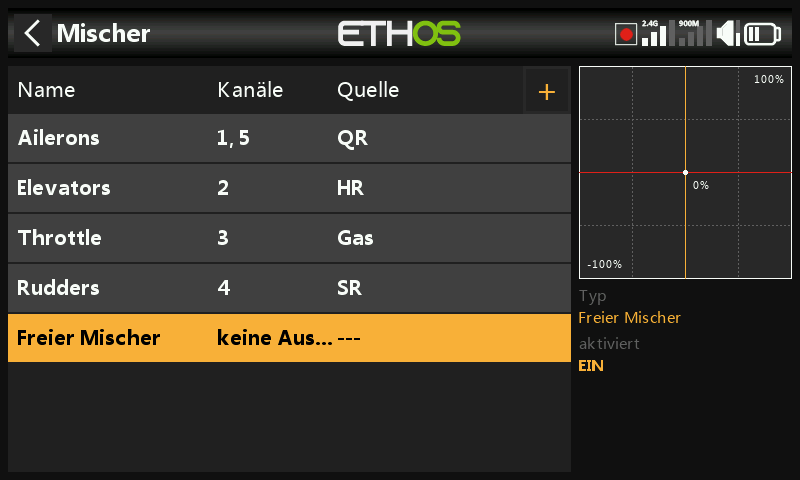 Mischer ETHOS 2.4G 900M
Name Kanäle Quelle +
Ailerons 1, 5 QR
Elevators 2 HR
Throttle 3 Gas
Rudders 4 SR
Freier Mischer keine Aus... ---
100%
0%
-100%
Typ
Freier Mischer
aktiviert
EIN